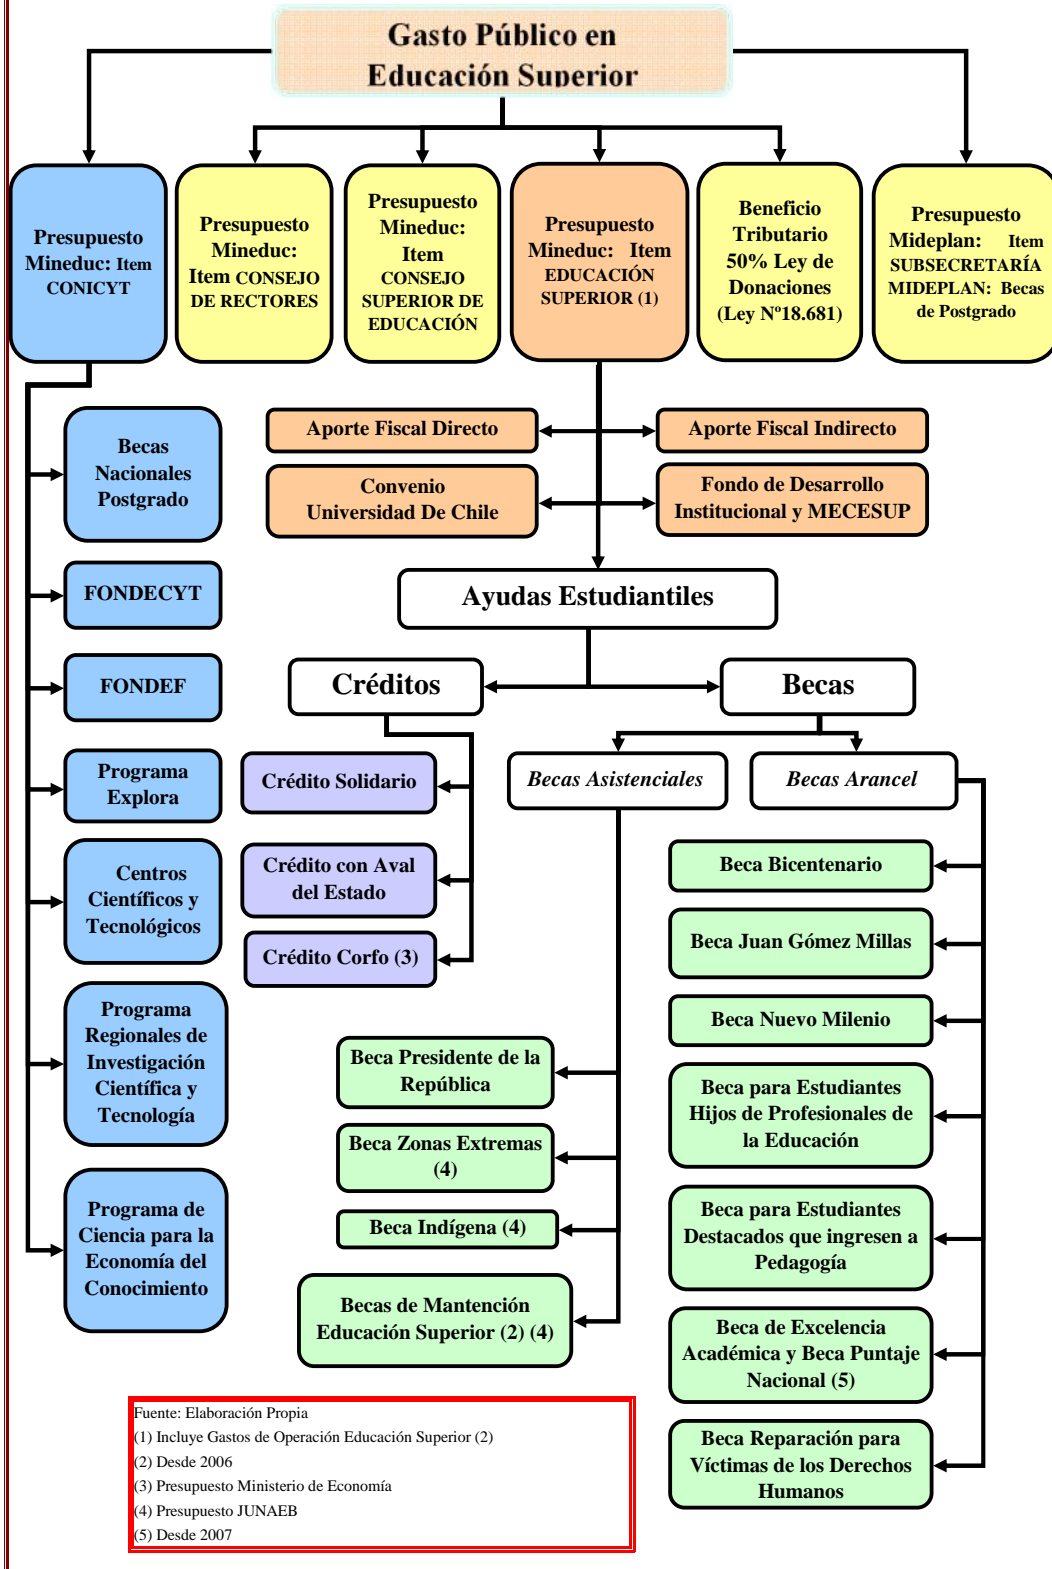 Gasto Público en
Educación Superior
Presupuesto
Mineduc: Item
CONICYT
Presupuesto
Mineduc:
Item CONSEJO
DE RECTORES
Presupuesto
Mineduc:
Item
CONSEJO
SUPERIOR DE
EDUCACIÓN
Presupuesto
Mineduc: Item
EDUCACIÓN
SUPERIOR (1)
Beneficio
Tributario
50% Ley de
Donaciones
(Ley Nº18.681)
Presupuesto
Mideplan: Item
SUBSECRETARÍA
MIDEPLAN: Becas
de Postgrado
Becas
Nacionales
Postgrado
FONDECYT
FONDEF
Programa
Explora
Centros
Científicos y
Tecnológicos
Programa
Regionales de
Investigación
Científica y
Tecnología
Programa de
Ciencia para la
Economía del
Conocimiento
Aporte Fiscal Directo
Aporte Fiscal Indirecto
Convenio
Universidad De Chile
Fondo de Desarrollo
Institucional y MECESUP
Ayudas Estudiantiles
Créditos
Becas
Crédito Solidario
Crédito con Aval
del Estado
Crédito Corfo (3)
Becas Asistenciales
Becas Arancel
Beca Presidente de la
República
Beca Zonas Extremas
(4)
Beca Indígena (4)
Becas de Mantención
Educación Superior (2) (4)
Beca Bicentenario
Beca Juan Gómez Millas
Beca Nuevo Milenio
Beca para Estudiantes
Hijos de Profesionales de
la Educación
Beca para Estudiantes
Destacados que ingresen a
Pedagogía
Beca de Excelencia
Académica y Beca Puntaje
Nacional (5)
Beca Reparación para
Víctimas de los Derechos
Humanos
Fuente: Elaboración Propia
(1) Incluye Gastos de Operación Educación Superior (2)
(2) Desde 2006
(3) Presupuesto Ministerio de Economía
(4) Presupuesto JUNAEB
(5) Desde 2007